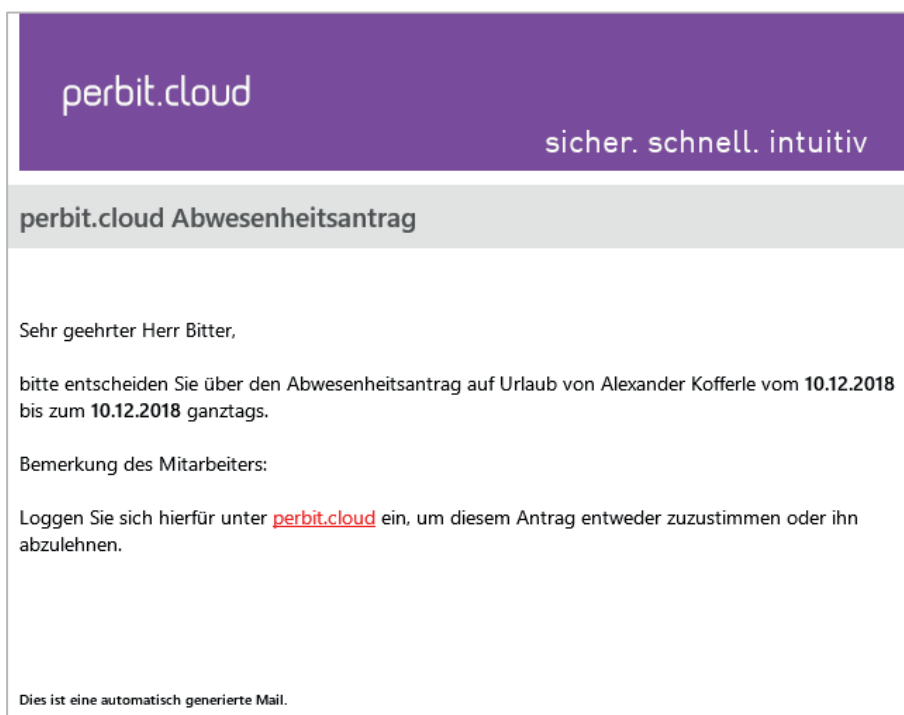 perbit.cloud
sicher. schnell. intuitiv
perbit.cloud Abwesenheitsantrag
Sehr geehrter Herr Bitter,
bitte entscheiden Sie über den Abwesenheitsantrag auf Urlaub von Alexander Kofferle vom 10.12.2018
bis zum 10.12.2018 ganztags.
Bemerkung des Mitarbeiters:
Loggen Sie sich hierfür unter perbit.cloud ein, um diesem Antrag entweder zuzustimmen oder ihn
abzulehnen.
Dies ist eine automatisch generierte Mail.